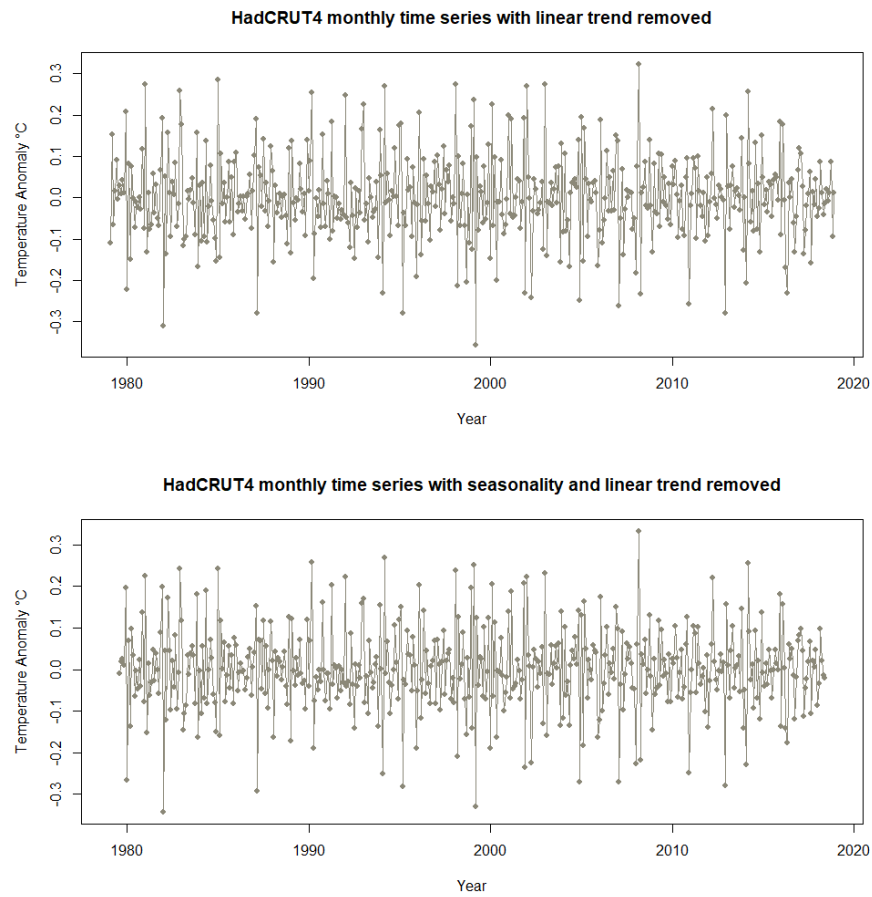 HadCRUT4 monthly time series with linear trend removed
Temperature Anomaly °C
0.3
0.2
0.1
0.0
-0.1
-0.2
-0.3
1980 1990 2000 2010 2020
Year
HadCRUT4 monthly time series with seasonality and linear trend removed
Temperature Anomaly °C
0.3
0.2
0.1
0.0
-0.1
-0.2
-0.3
1980 1990 2000 2010 2020
Year